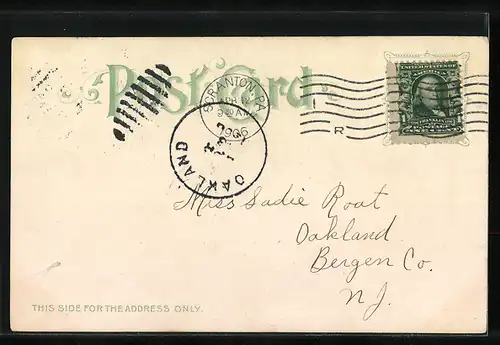 Post Card
SCRANTON, PA.
1906
OAKLAND
R
Miss Sadie Roat
Oakland
Bergen Co.
N.J.
THIS SIDE FOR THE ADDRESS ONLY.